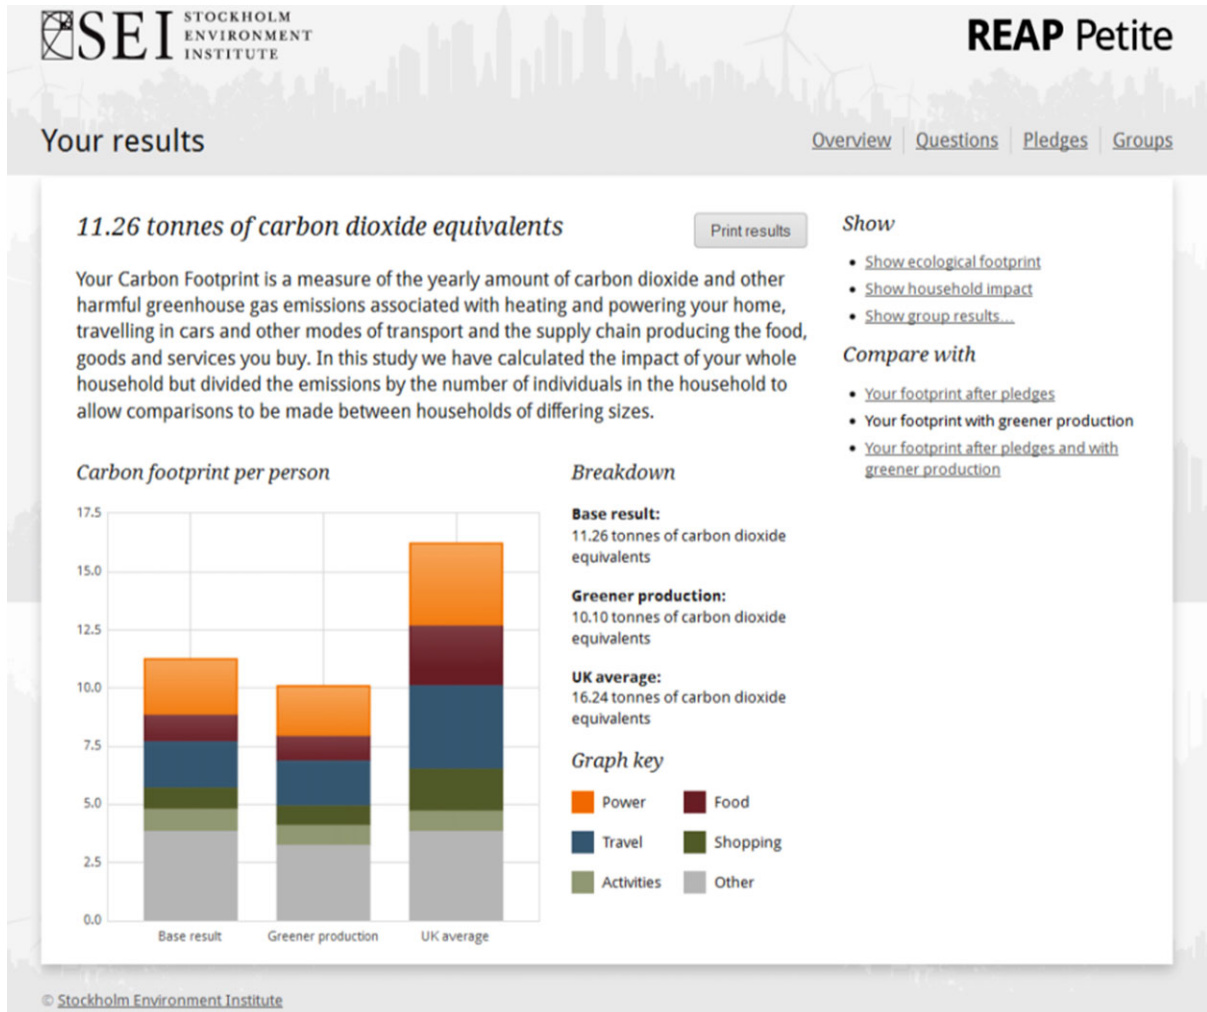 SEI STOCKHOLM
ENVIRONMENT
INSTITUTE
REAP Petite
Your results
Overview Questions Pledges Groups
11.26 tonnes of carbon dioxide equivalents
Print results
Your Carbon Footprint is a measure of the yearly amount of carbon dioxide and other
harmful greenhouse gas emissions associated with heating and powering your home,
travelling in cars and other modes of transport and the supply chain producing the food,
goods and services you buy. In this study we have calculated the impact of your whole
household but divided the emissions by the number of individuals in the household to
allow comparisons to be made between households of differing sizes.
Show
• Show ecological footprint
• Show household impact
• Show group results...
Compare with
• Your footprint after pledges
• Your footprint with greener production
• Your footprint after pledges and with
greener production
Carbon footprint per person
17.5
15.0
12.5
10.0
7.5
5.0
2.5
0.0
Base result Greener production UK average
Breakdown
Base result:
11.26 tonnes of carbon dioxide
equivalents
Greener production:
10.10 tonnes of carbon dioxide
equivalents
UK average:
16.24 tonnes of carbon dioxide
equivalents
Graph key
Power Food
Travel Shopping
Activities Other
© Stockholm Environment Institute